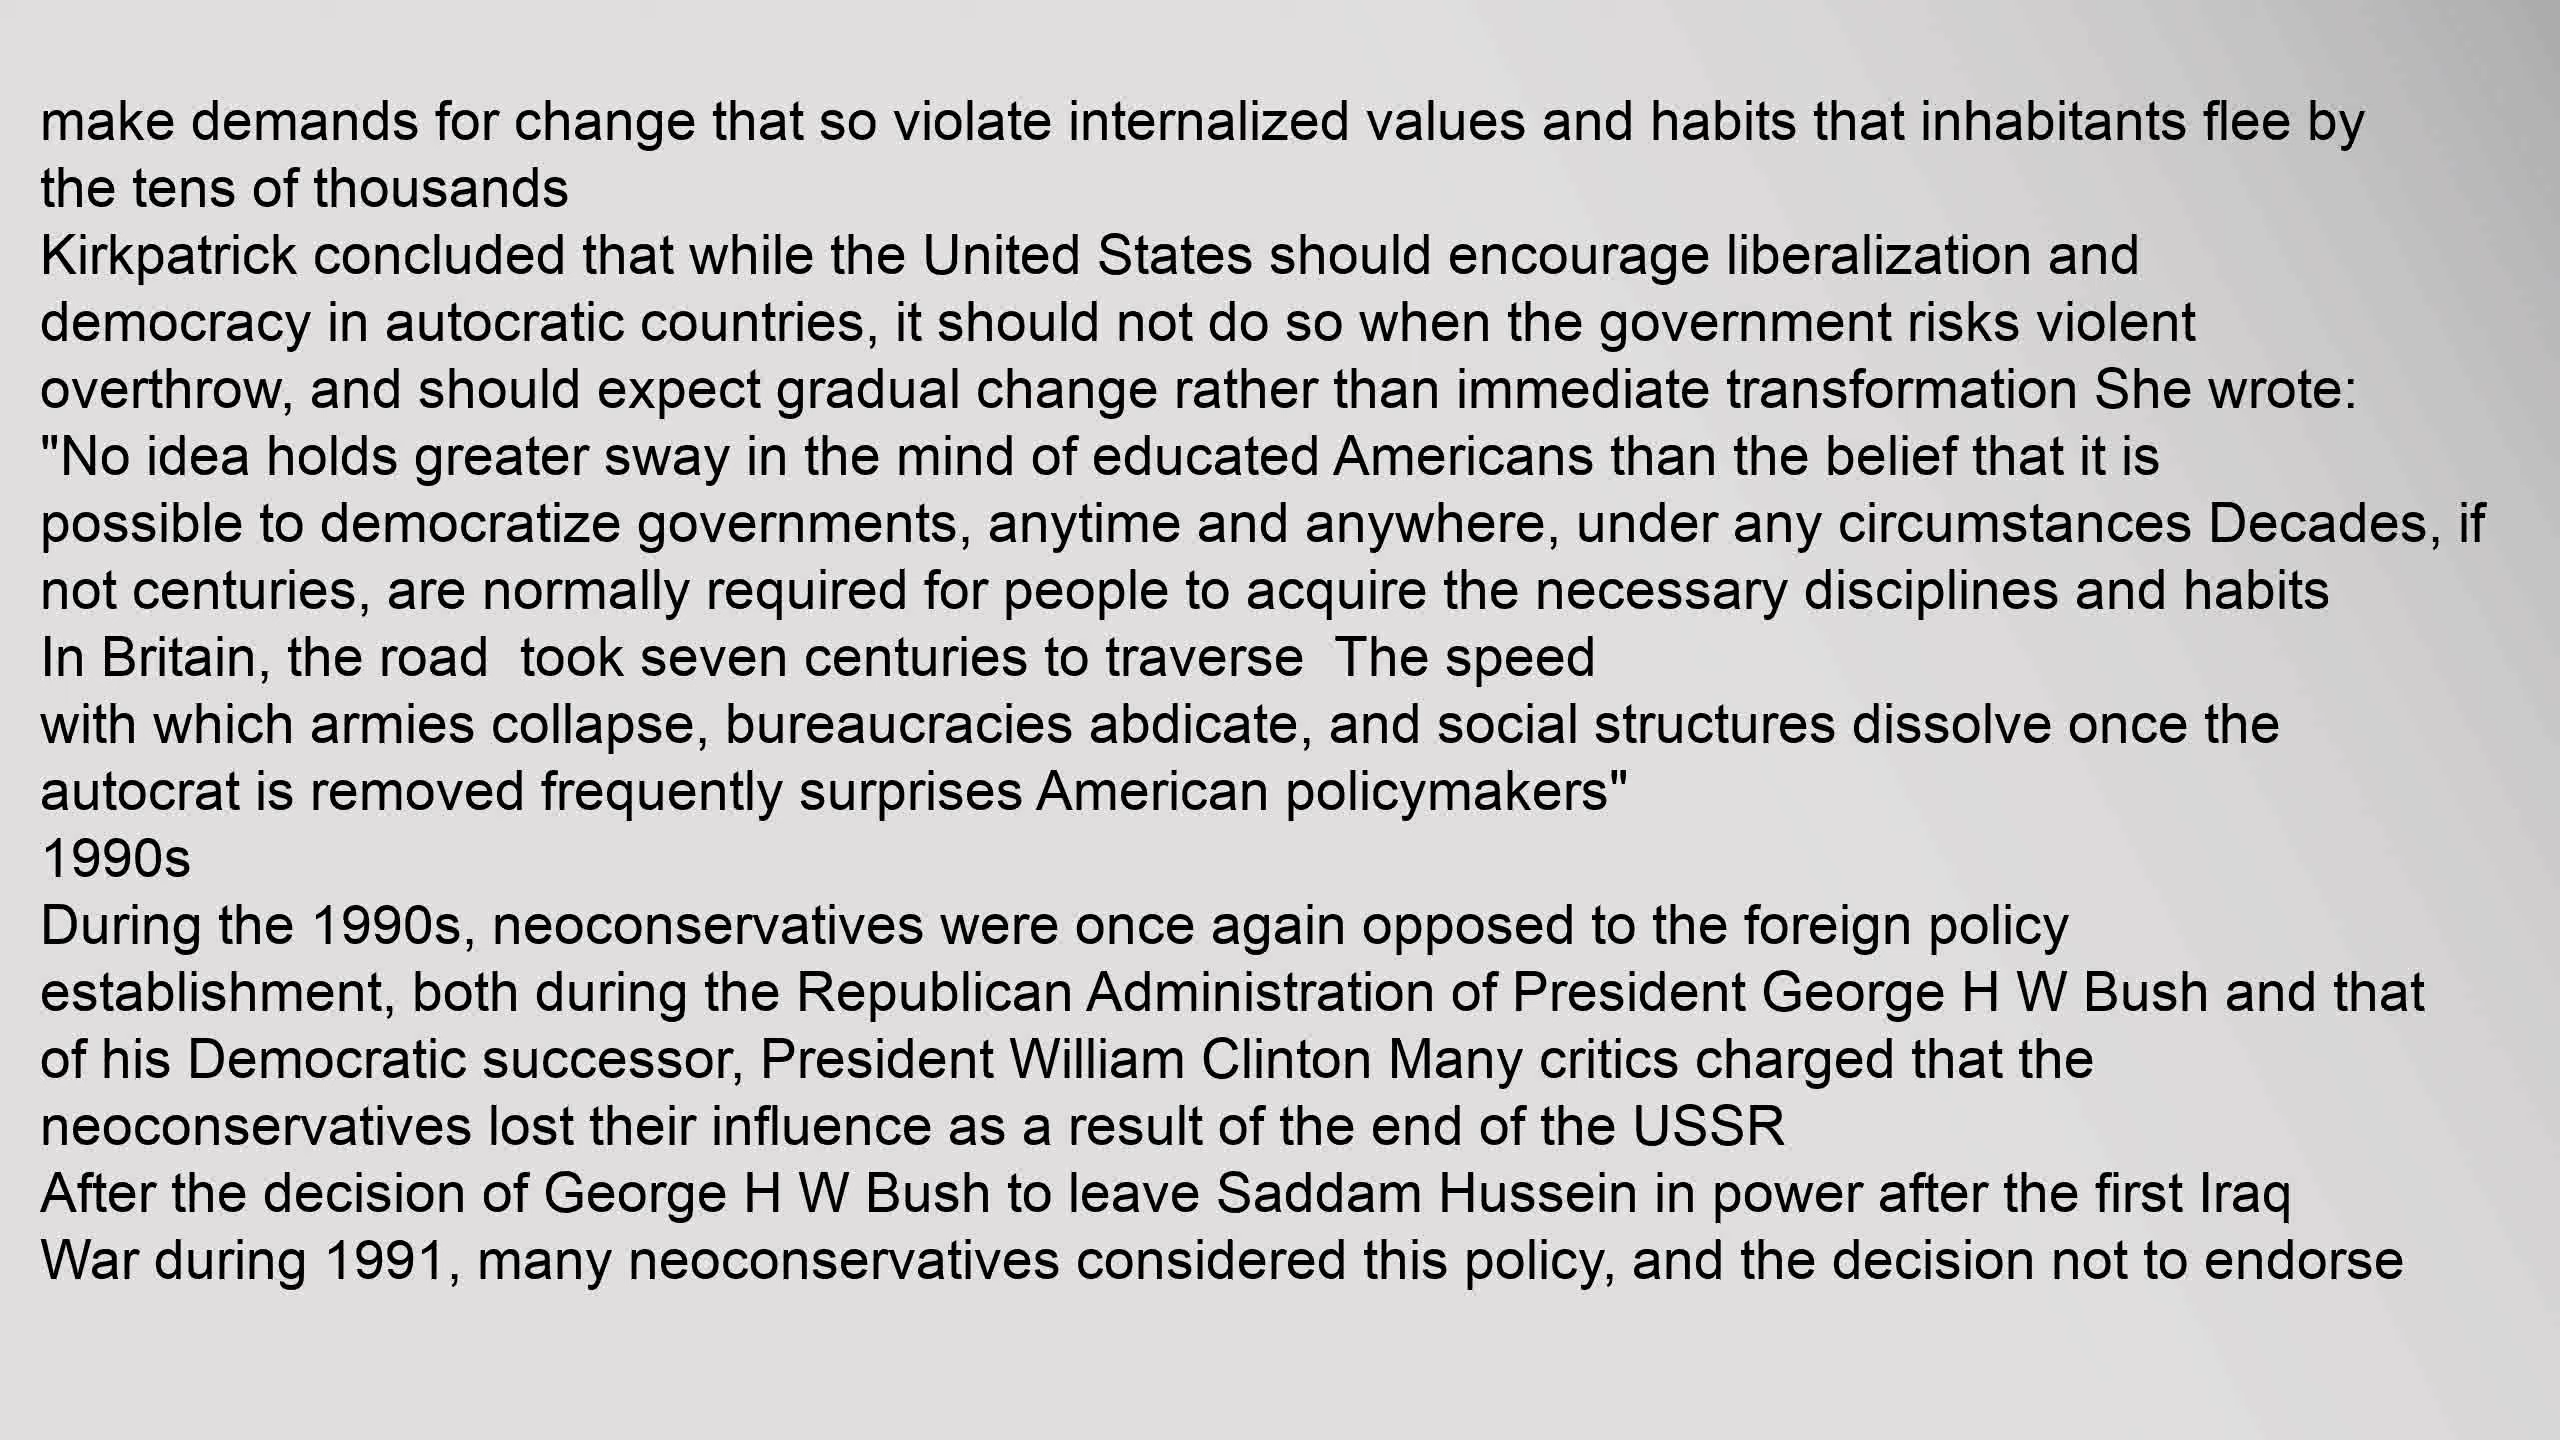 make demands for change that so violate internalized values and habits that inhabitants flee by
the tens of thousands
Kirkpatrick concluded that while the United States should encourage liberalization and
democracy in autocratic countries, it should not do so when the government risks violent
overthrow, and should expect gradual change rather than immediate transformation She wrote:
"No idea holds greater sway in the mind of educated Americans than the belief that it is
possible to democratize governments, anytime and anywhere, under any circumstances Decades, if
not centuries, are normally required for people to acquire the necessary disciplines and habits
In Britain, the road  took seven centuries to traverse  The speed
with which armies collapse, bureaucracies abdicate, and social structures dissolve once the
autocrat is removed frequently surprises American policymakers"
1990s
During the 1990s, neoconservatives were once again opposed to the foreign policy
establishment, both during the Republican Administration of President George H W Bush and that
of his Democratic successor, President William Clinton Many critics charged that the
neoconservatives lost their influence as a result of the end of the USSR
After the decision of George H W Bush to leave Saddam Hussein in power after the first Iraq
War during 1991, many neoconservatives considered this policy, and the decision not to endorse